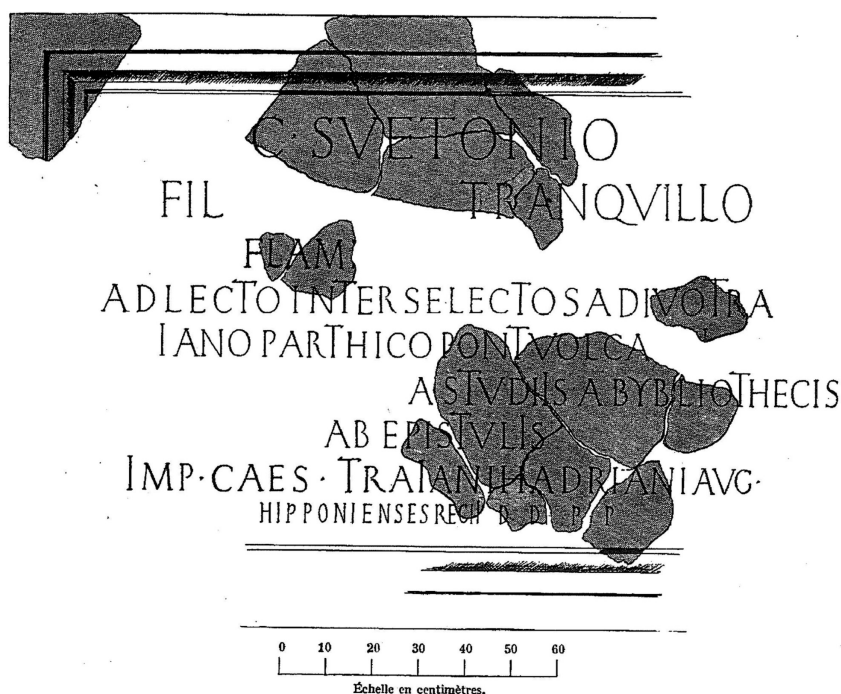 C · SVETONIO
FIL TRANQVILLO
FLAM
ADLECTO INTER SELECTOS A DIVO TRA
IANO PARTHICO PONT VOLCA
A STVDIIS A BYBLIOTHECIS
AB EPISTVLIS
IMP · CAES · TRAIANI HADRIANI AVG ·
HIPPONIENSES REGII D D P P
0 10 20 30 40 50 60
Échelle en centimètres.